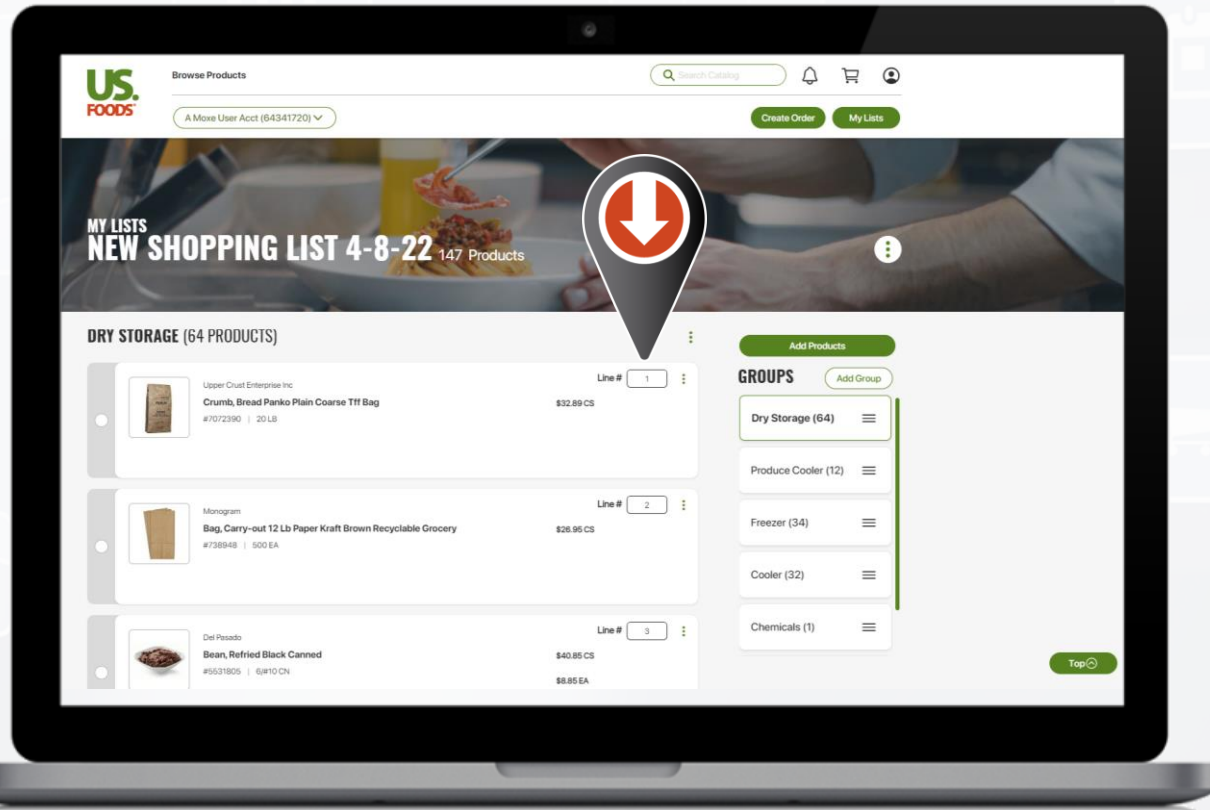 US.
FOODS
Browse Products
Search Catalog
A Moxe User Acct (64341720)
Create Order
My Lists
MY LISTS
NEW SHOPPING LIST 4-8-22 147 Products
DRY STORAGE (64 PRODUCTS)
Upper Crust Enterprise Inc
Line # 1
Crumb, Bread Panko Plain Coarse Tff Bag
$32.89 CS
#7072390 | 20 LB
Monogram
Line # 2
Bag, Carry-out 12 Lb Paper Kraft Brown Recyclable Grocery
$26.95 CS
#738948 | 500 EA
Del Pasado
Line # 3
Bean, Refried Black Canned
$40.85 CS
#5531805 | 6/#10 CN
$8.85 EA
Add Products
GROUPS
Add Group
Dry Storage (64)
Produce Cooler (12)
Freezer (34)
Cooler (32)
Chemicals (1)
Top